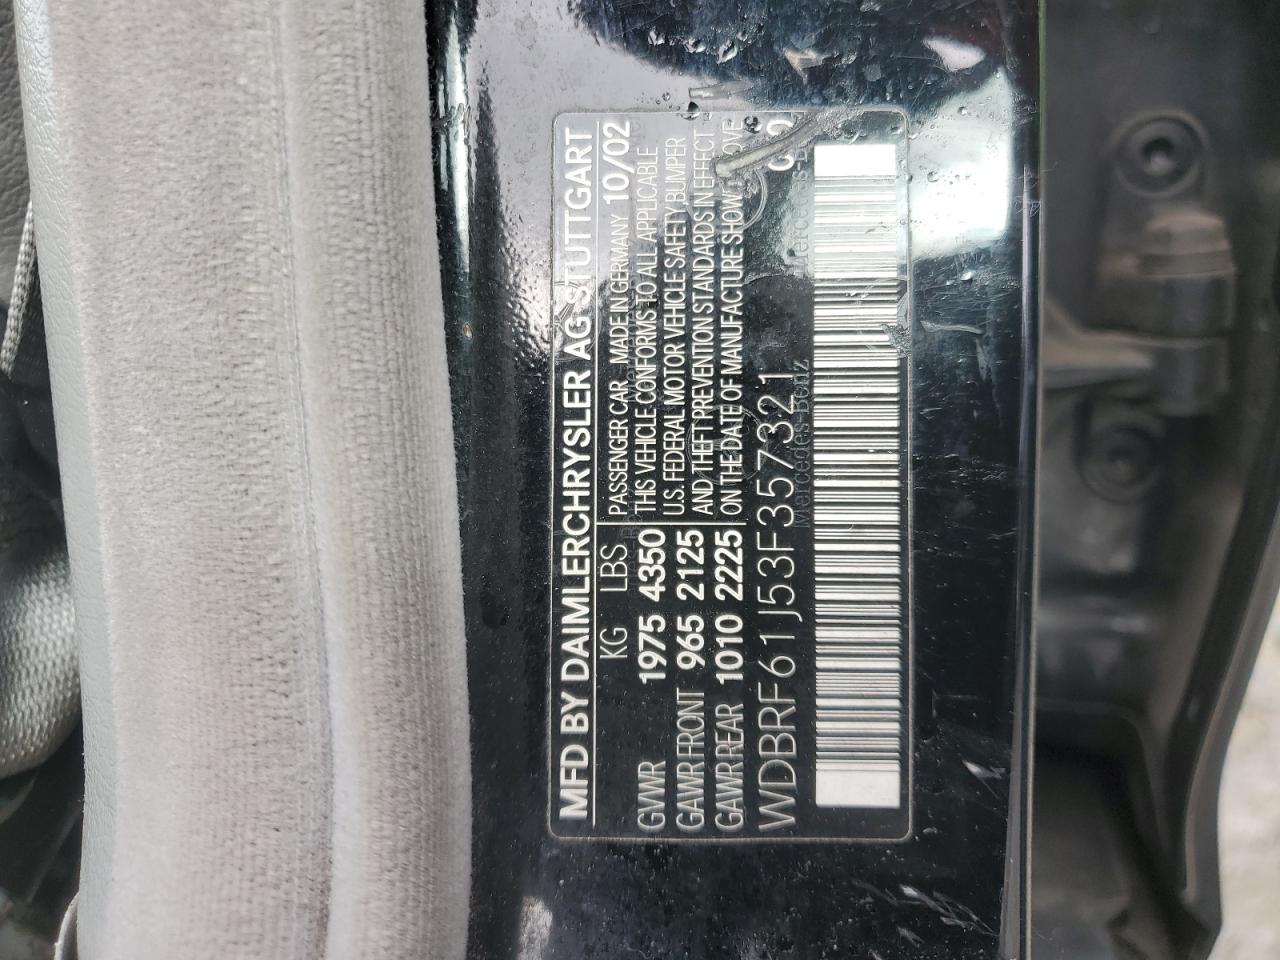 MFD BY DAIMLERCHRYSLER AG STUTTGART
KG LBS
GVWR 1975 4350
GAWR FRONT 965 2125
GAWR REAR 1010 2225
PASSENGER CAR MADE IN GERMANY 10/02
THIS VEHICLE CONFORMS TO ALL APPLICABLE
U.S. FEDERAL MOTOR VEHICLE SAFETY BUMPER
AND THEFT PREVENTION STANDARDS IN EFFECT
ON THE DATE OF MANUFACTURE SHOWN
WDBRF61J53F357321
Mercedes-Benz